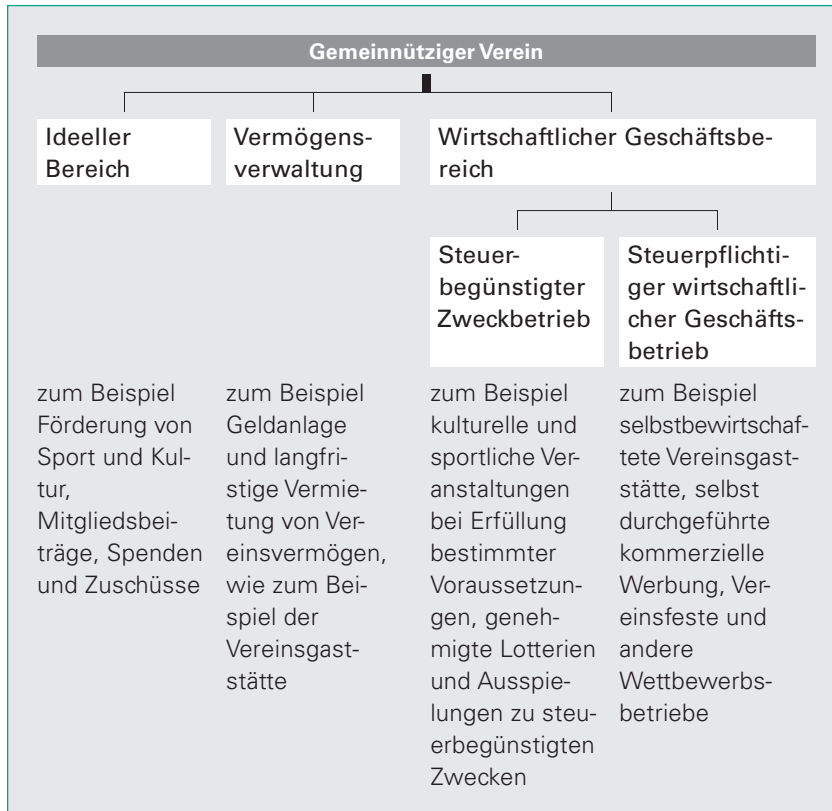 Gemeinnütziger Verein
Ideeller
Bereich
Vermögens-
verwaltung
Wirtschaftlicher Geschäftsbe-
reich
Steuer-
begünstigter
Zweckbetrieb
Steuerpflichti-
ger wirtschaftli-
cher Geschäfts-
betrieb
zum Beispiel
Förderung von
Sport und Kul-
tur,
Mitgliedsbei-
träge, Spenden
und Zuschüsse
zum Beispiel
Geldanlage
und langfri-
stige Vermie-
tung von Ver-
einsvermögen,
wie zum Bei-
spiel der
Vereinsgast-
stätte
zum Beispiel
kulturelle und
sportliche Ver-
anstaltungen
bei Erfüllung
bestimmter
Voraussetzun-
gen, geneh-
migte Lotterien
und Ausspie-
lungen zu steu-
erbegünstigten
Zwecken
zum Beispiel
selbstbewirtschaf-
tete Vereinsgast-
stätte, selbst
durchgeführte
kommerzielle
Werbung, Ver-
einsfeste und
andere
Wettbewerbs-
betriebe